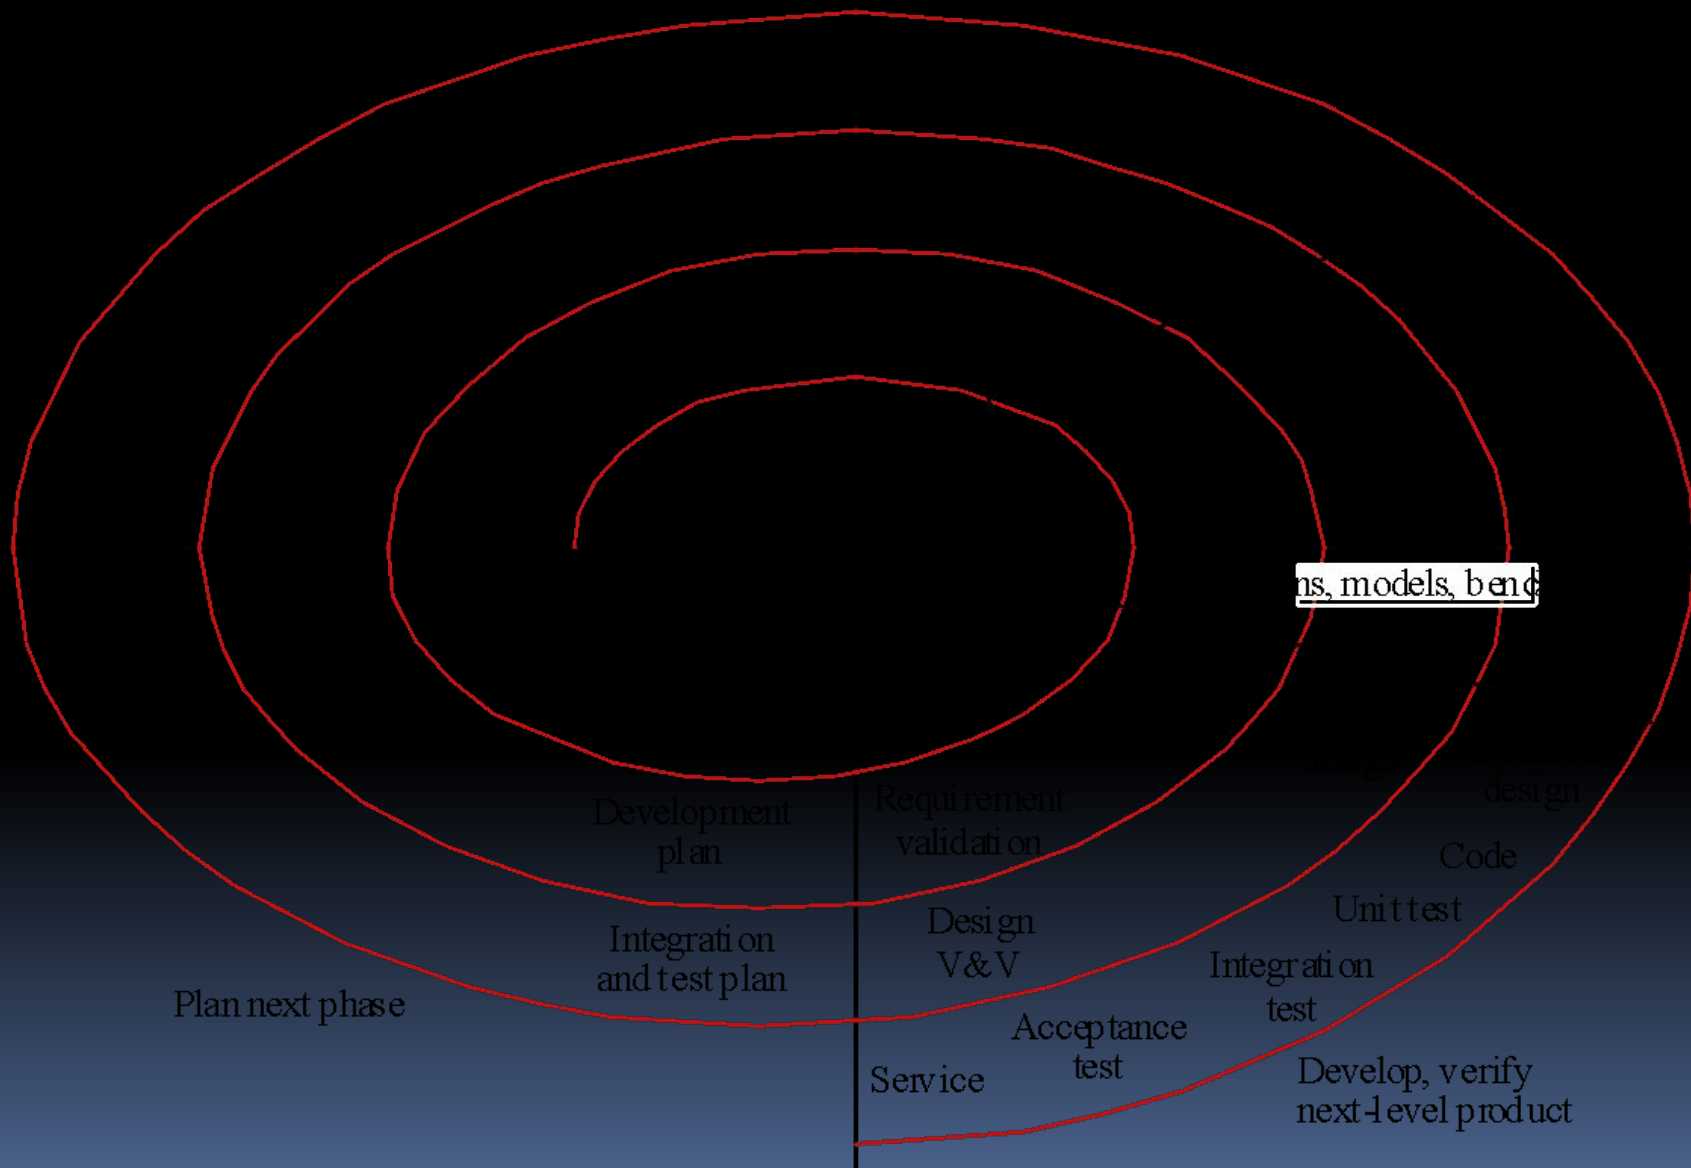 ns, models, benc
design
Development
plan
Requirement
validation
Code
Unit test
Design
V&V
Integration
and test plan
Integration
test
Plan next phase
Acceptance
test
Service
Develop, verify
next-level product